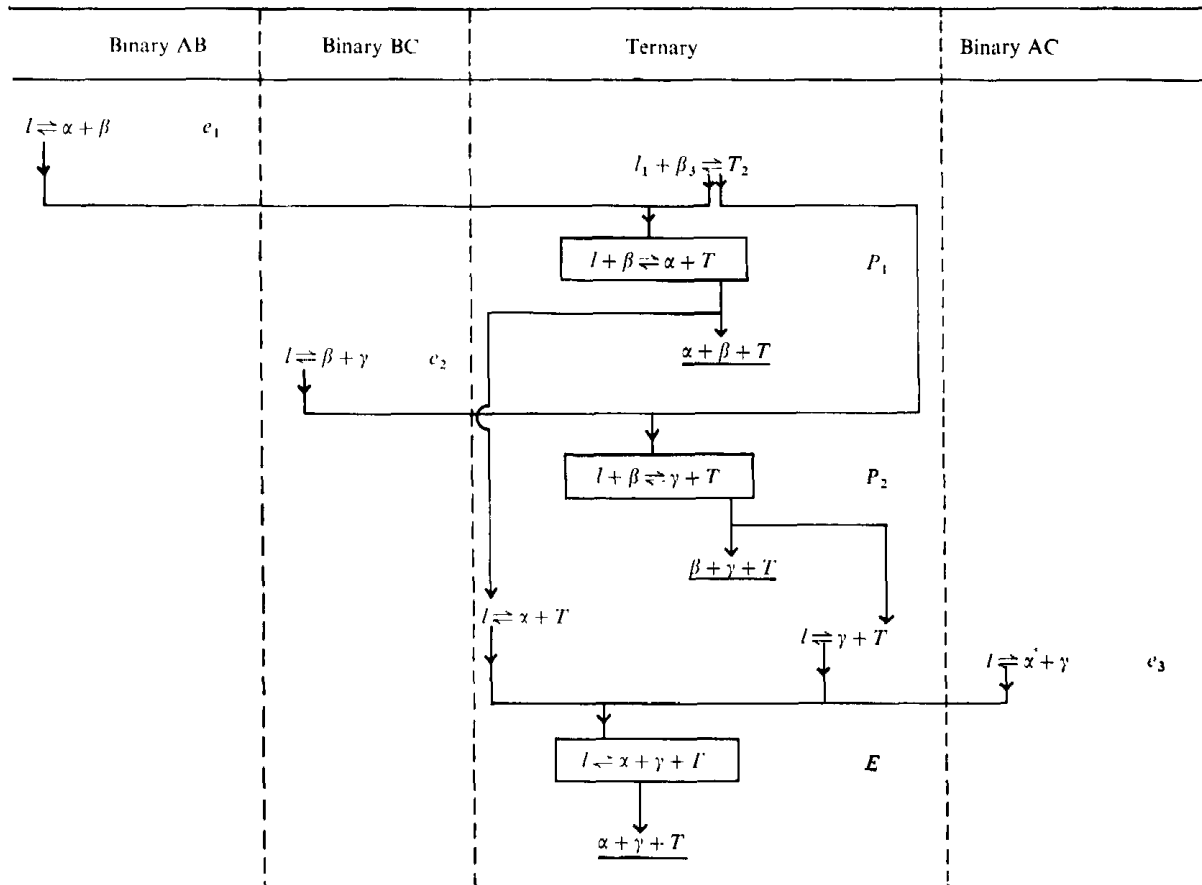 Binary AB Binary BC Ternary Binary AC
l ⇌ α + β e₁
l₁ + β₃ ⇌ T₂
l + β ⇌ α + T P₁
α + β + T
l ⇌ β + γ e₂
l + β ⇌ γ + T P₂
β + γ + T
l ⇌ α + T
l ⇌ γ + T
l ⇌ α + γ e₃
l ⇌ α + γ + T E
α + γ + T